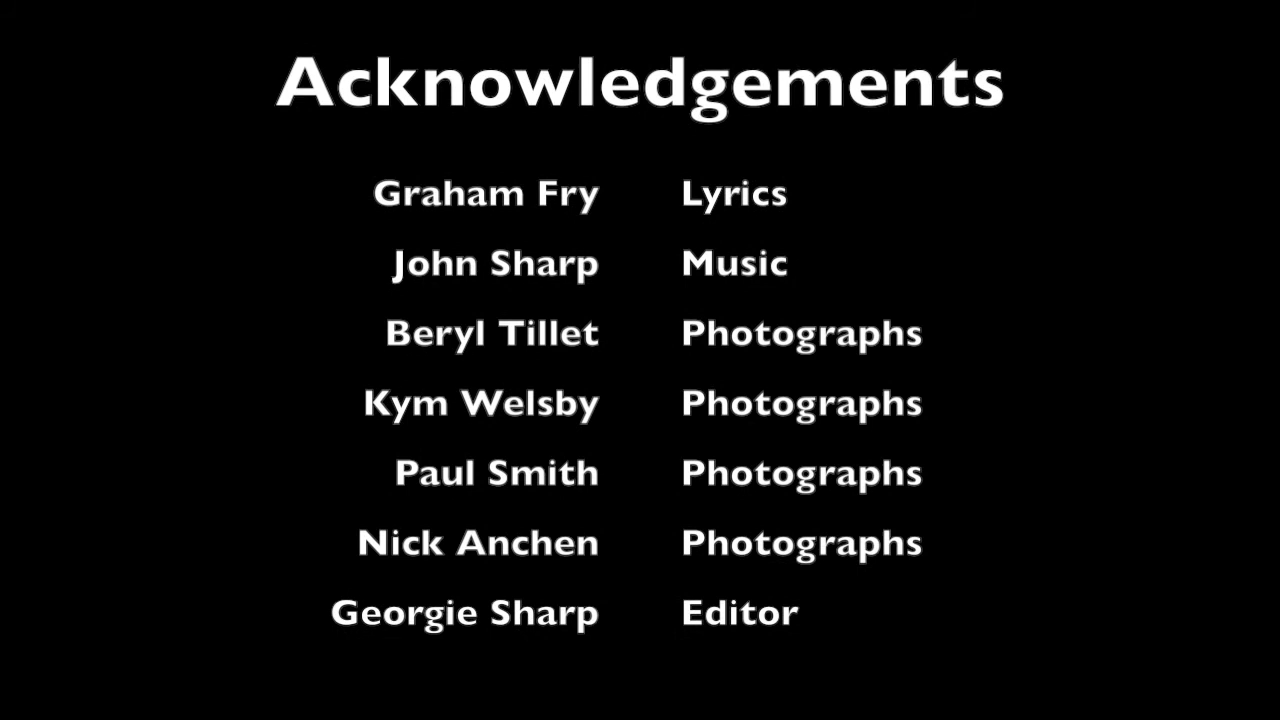 Acknowledgements
Graham Fry Lyrics
John Sharp Music
Beryl Tillet Photographs
Kym Welsby Photographs
Paul Smith Photographs
Nick Anchen Photographs
Georgie Sharp Editor